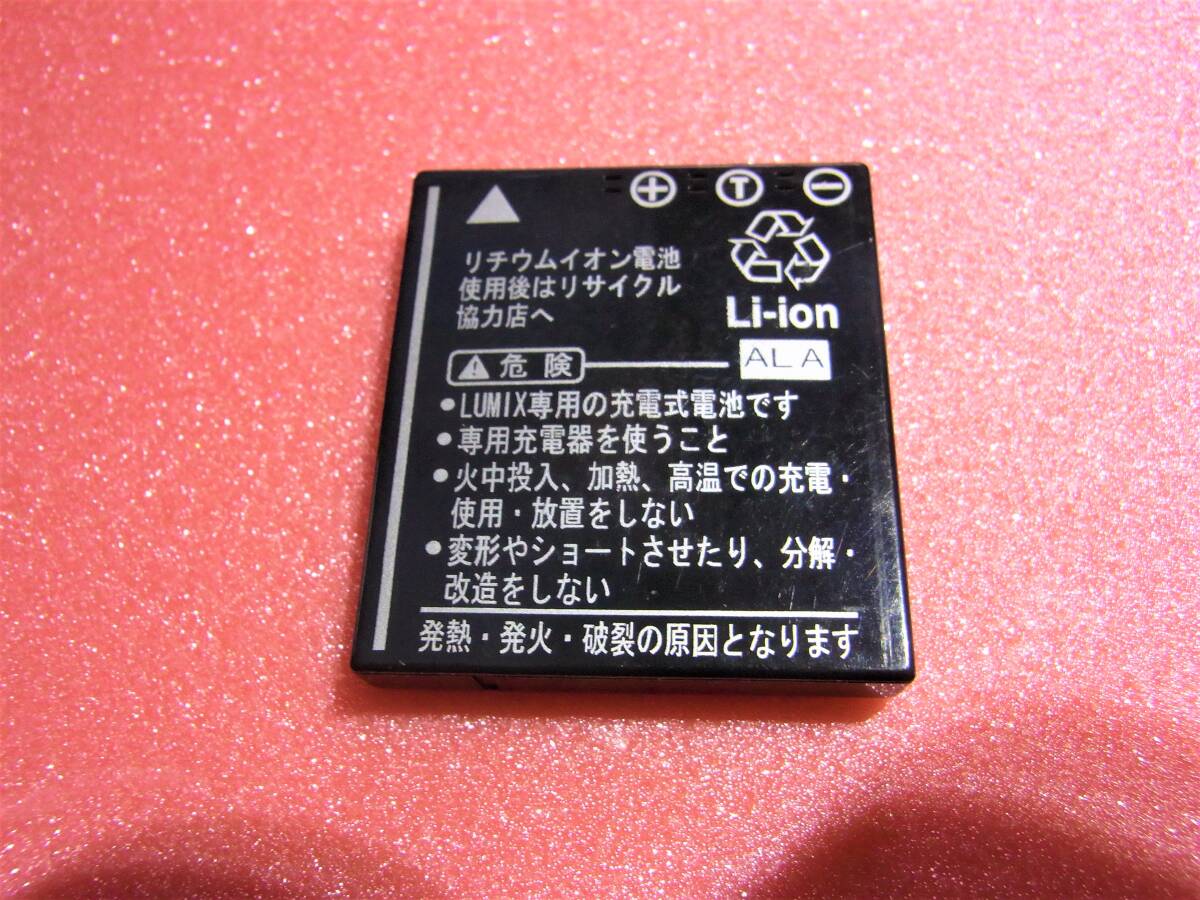 + T −
リチウムイオン電池
使用後はリサイクル
協力店へ
Li-ion
危険
ALA
●LUMIX専用の充電式電池です
●専用充電器を使うこと
●火中投入、加熱、高温での充電・
使用・放置をしない
●変形やショートさせたり、分解・
改造をしない
発熱・発火・破裂の原因となります